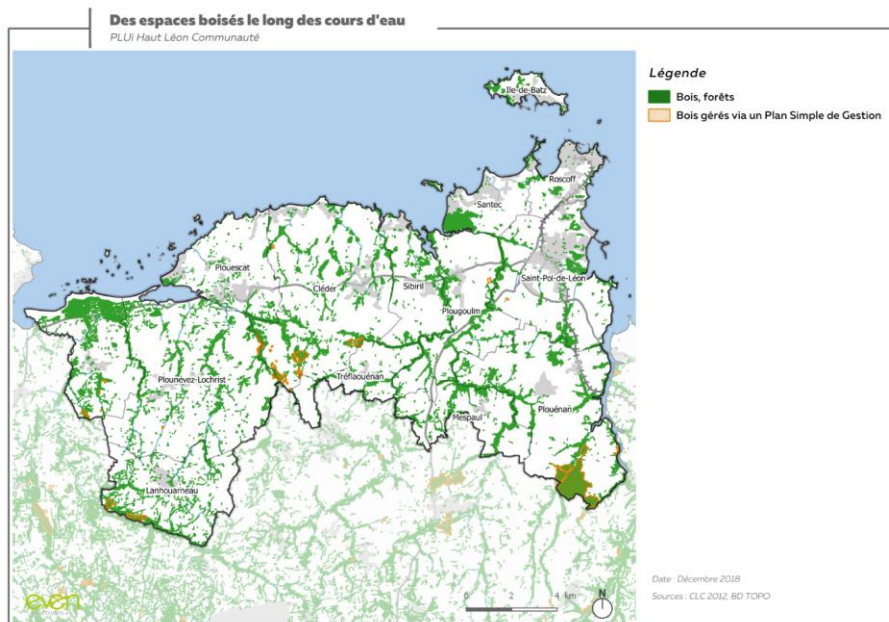 Des espaces boisés le long des cours d'eau
PLUi Haut Léon Communauté
Légende
Bois, forêts
Bois gérés via un Plan Simple de Gestion
Ile-de-Batz
Roscoff
Santec
Plouescat
Saint-Pol-de-Léon
Cléder
Sibiril
Plougoulm
Plounevez-Lochrist
Tréflaouénan
Plouénan
Mespaul
Lanhouarneau
Date : Décembre 2018
Sources : CLC 2012, BD TOPO
even
0 2 4 km
N